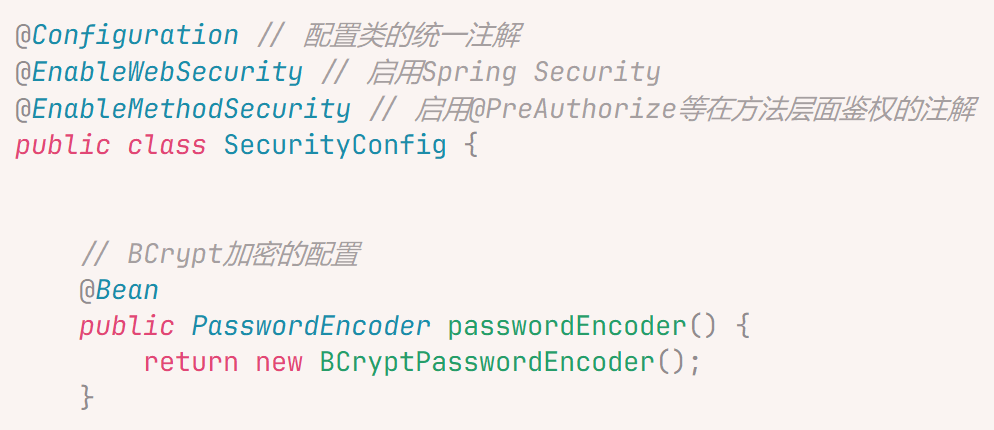 @Configuration // 配置类的统一注解
@EnableWebSecurity // 启用Spring Security
@EnableMethodSecurity // 启用@PreAuthorize等在方法层面鉴权的注解
public class SecurityConfig {
// BCrypt加密的配置
@Bean
public PasswordEncoder passwordEncoder() {
return new BCryptPasswordEncoder();
}